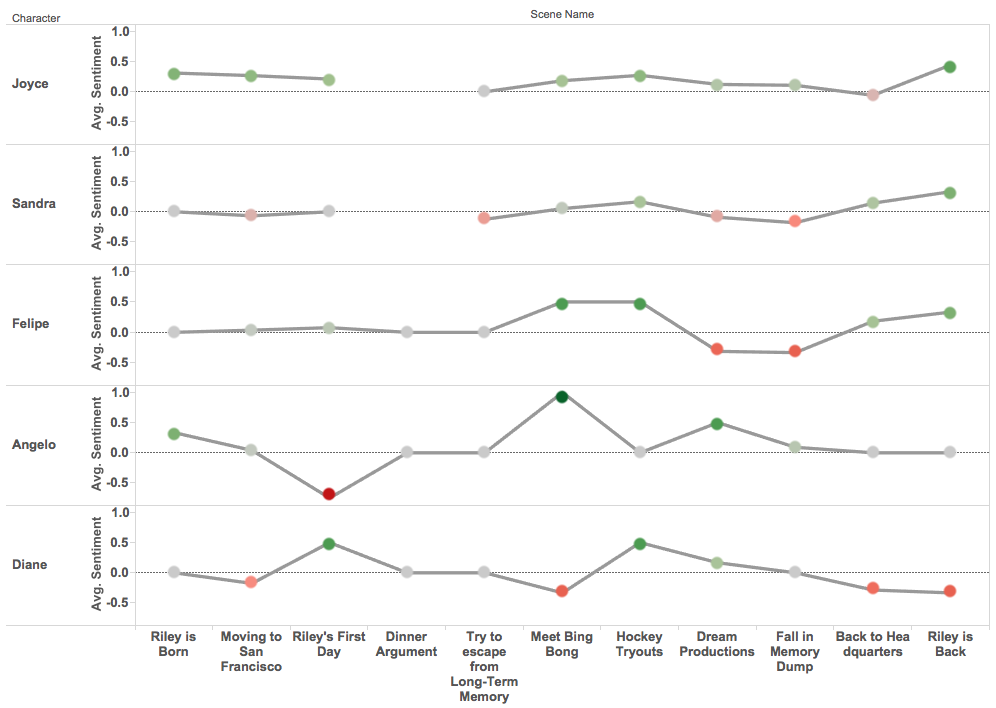 Character
Scene Name
Joyce
Avg. Sentiment
1.0
0.5
0.0
-0.5
Sandra
Avg. Sentiment
1.0
0.5
0.0
-0.5
Felipe
Avg. Sentiment
1.0
0.5
0.0
-0.5
Angelo
Avg. Sentiment
1.0
0.5
0.0
-0.5
Diane
Avg. Sentiment
1.0
0.5
0.0
-0.5
Riley is
Born
Moving to
San
Francisco
Riley's First
Day
Dinner
Argument
Try to
escape
from
Long-Term
Memory
Meet Bing
Bong
Hockey
Tryouts
Dream
Productions
Fall in
Memory
Dump
Back to Hea
dquarters
Riley is
Back